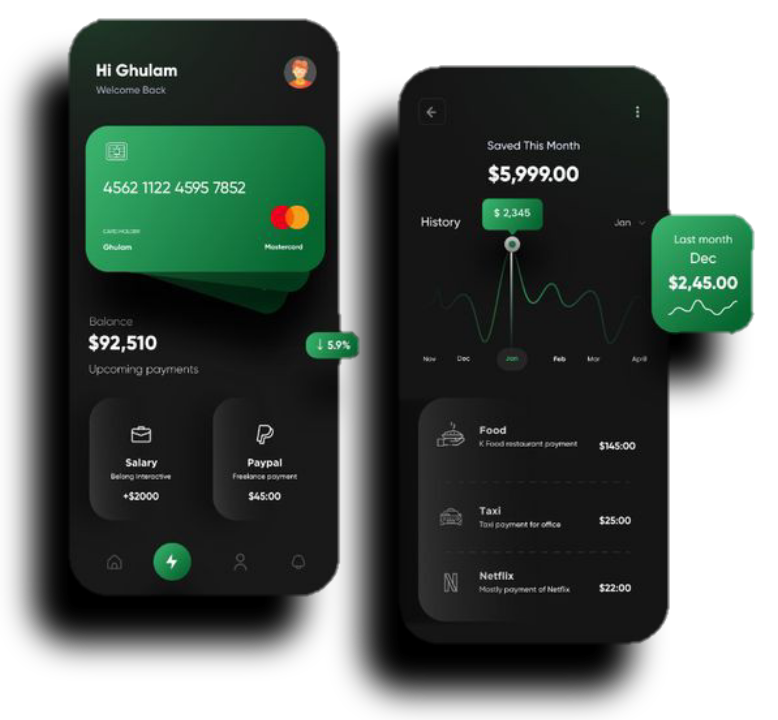 Hi Ghulam
Welcome Back
4562 1122 4595 7852
CARD HOLDER
Ghulam
Mastercard
Balance
$92,510
↓ 5.9%
Upcoming payments
Salary
Belong interactive
+$2000
Paypal
Freelance payment
$45:00
Saved This Month
$5,999.00
History
$ 2,345
Jan
Nov Dec Jan Feb Mar April
Last month
Dec
$2,45.00
Food
K Food restaurant payment
$145:00
Taxi
Taxi payment for office
$25:00
Netflix
Mostly payment of Netflix
$22:00